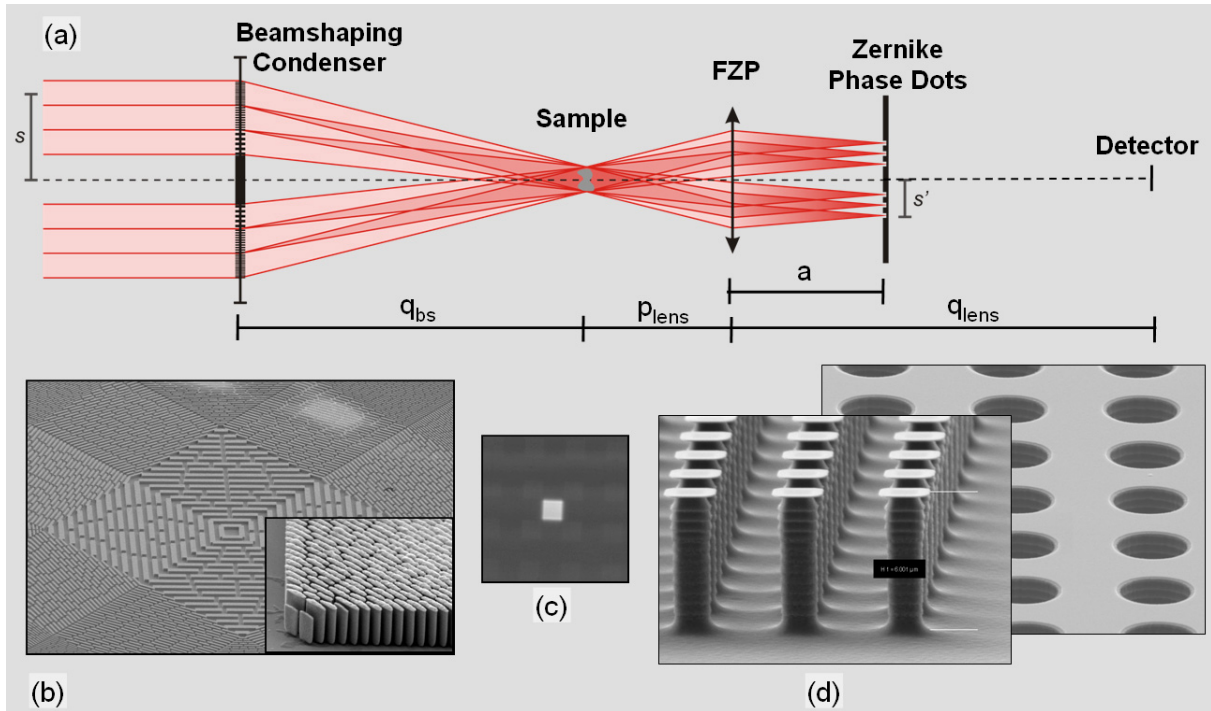 (a)
Beamshaping
Condenser
Sample
FZP
Zernike
Phase Dots
Detector
s
s'
a
q_bs
p_lens
q_lens
(b)
(c)
(d)